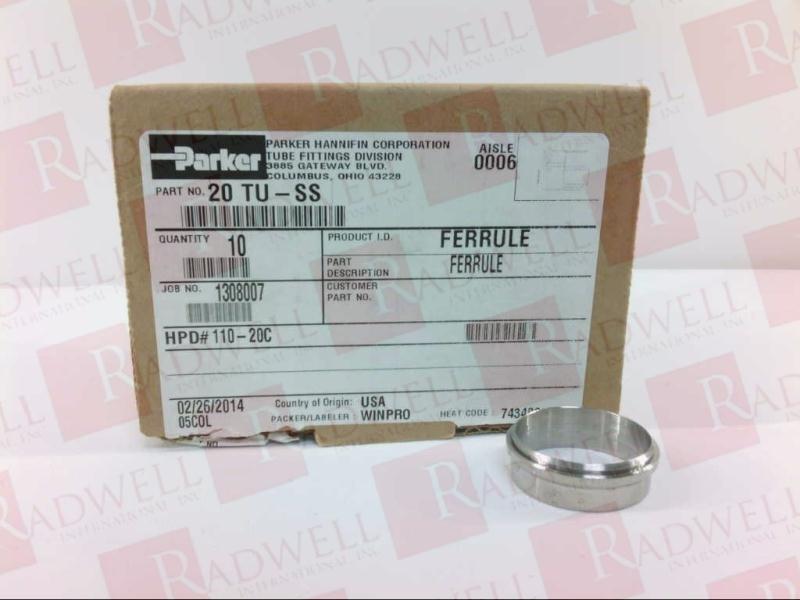 Parker
PARKER HANNIFIN CORPORATION
TUBE FITTINGS DIVISION
3885 GATEWAY BLVD.
COLUMBUS, OHIO 43228
AISLE
0006
PART NO. 20 TU-SS
QUANTITY 10
PRODUCT I.D. FERRULE
PART DESCRIPTION FERRULE
JOB NO. 1308007
CUSTOMER
PART NO.
HPD# 110-20C
02/26/2014
05COL
Country of Origin: USA
PACKER/LABELER: WINPRO
HEAT CODE:
RADWELL
INTERNATIONAL, INC.